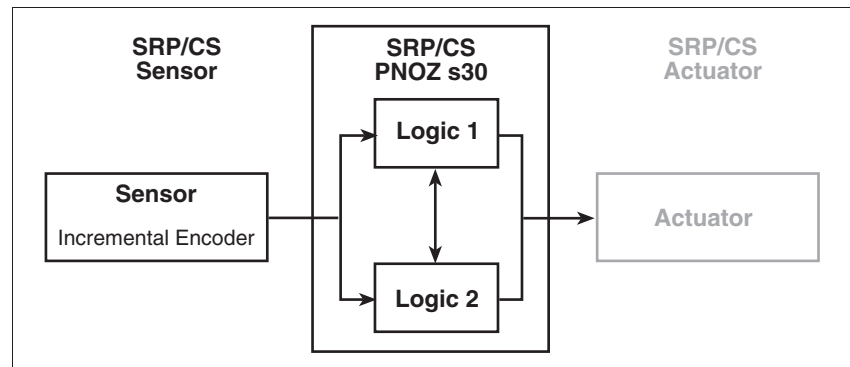 SRP/CS
Sensor
SRP/CS
PNOZ s30
SRP/CS
Actuator
Logic 1
Sensor
Incremental Encoder
Actuator
Logic 2